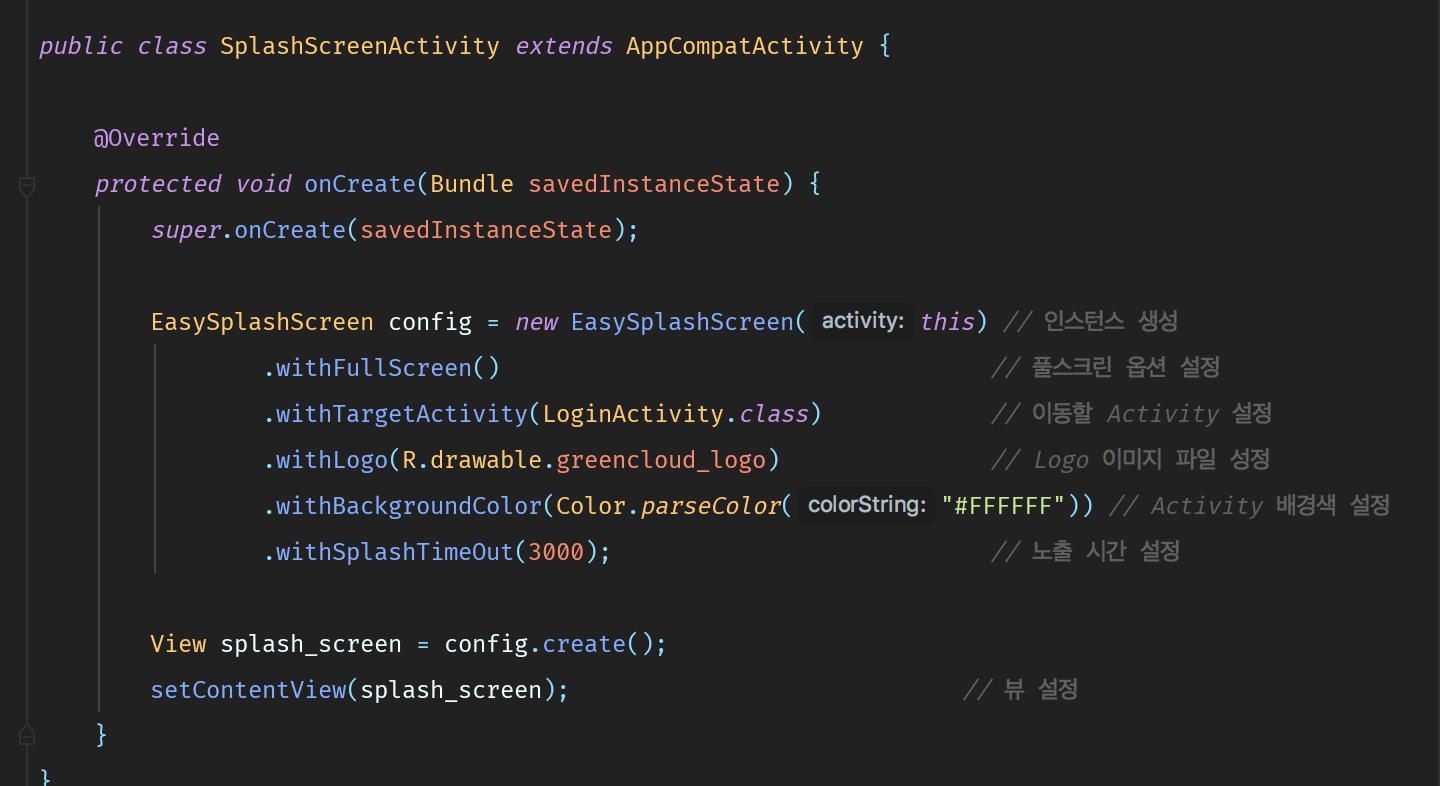 public class SplashScreenActivity extends AppCompatActivity {
@Override
protected void onCreate(Bundle savedInstanceState) {
super.onCreate(savedInstanceState);
EasySplashScreen config = new EasySplashScreen( activity: this) // 인스턴스 생성
.withFullScreen() // 풀스크린 옵션 설정
.withTargetActivity(LoginActivity.class) // 이동할 Activity 설정
.withLogo(R.drawable.greencloud_logo) // Logo 이미지 파일 성정
.withBackgroundColor(Color.parseColor( colorString: "#FFFFFF")) // Activity 배경색 설정
.withSplashTimeOut(3000); // 노출 시간 설정
View splash_screen = config.create();
setContentView(splash_screen); // 뷰 설정
}
}